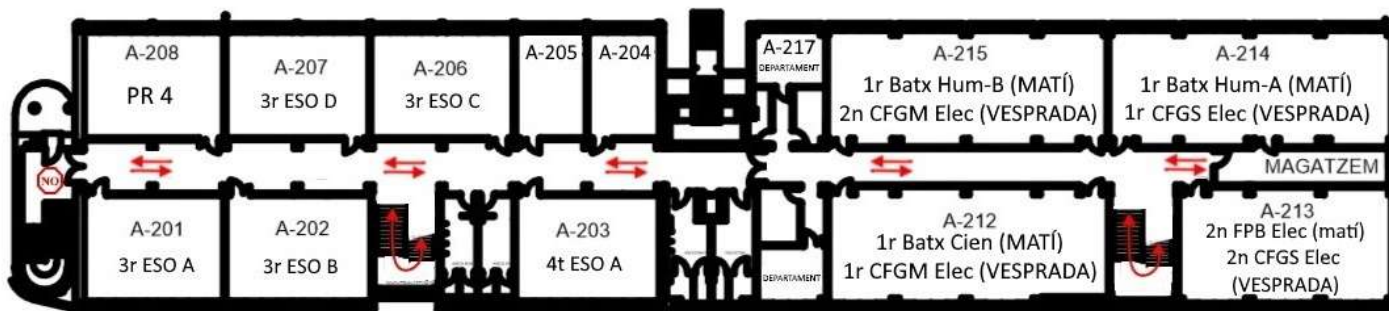 A-208
PR 4
A-207
3r ESO D
A-206
3r ESO C
A-205
A-204
A-217
DEPARTAMENT
A-215
1r Batx Hum-B (MATÍ)
2n CFGM Elec (VESPRADA)
A-214
1r Batx Hum-A (MATÍ)
1r CFGS Elec (VESPRADA)
NO
MAGATZEM
A-201
3r ESO A
A-202
3r ESO B
A-203
4t ESO A
DEPARTAMENT
A-212
1r Batx Cien (MATÍ)
1r CFGM Elec (VESPRADA)
A-213
2n FPB Elec (matí)
2n CFGS Elec
(VESPRADA)